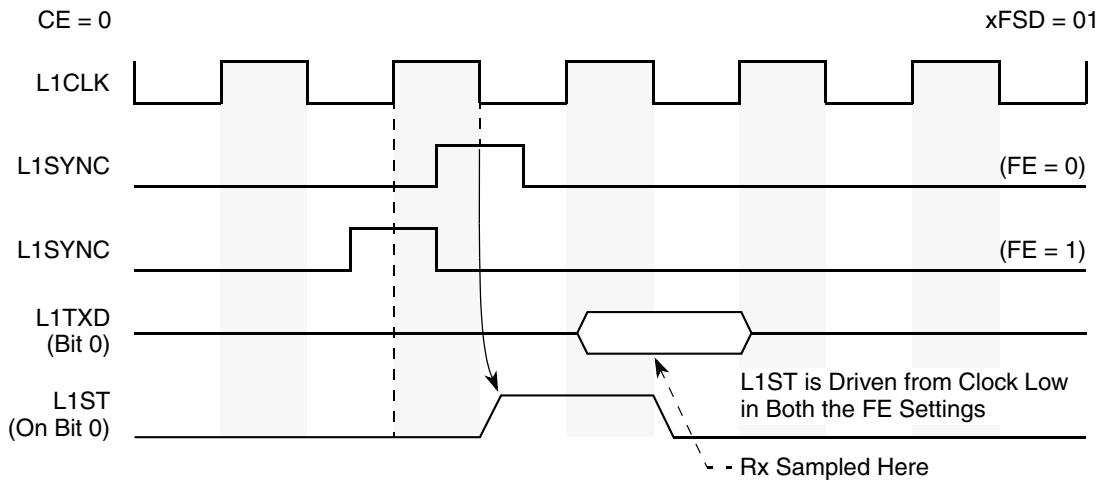 CE = 0
xFSD = 01
L1CLK
L1SYNC
(FE = 0)
L1SYNC
(FE = 1)
L1TXD
(Bit 0)
L1ST is Driven from Clock Low
in Both the FE Settings
L1ST
(On Bit 0)
Rx Sampled Here